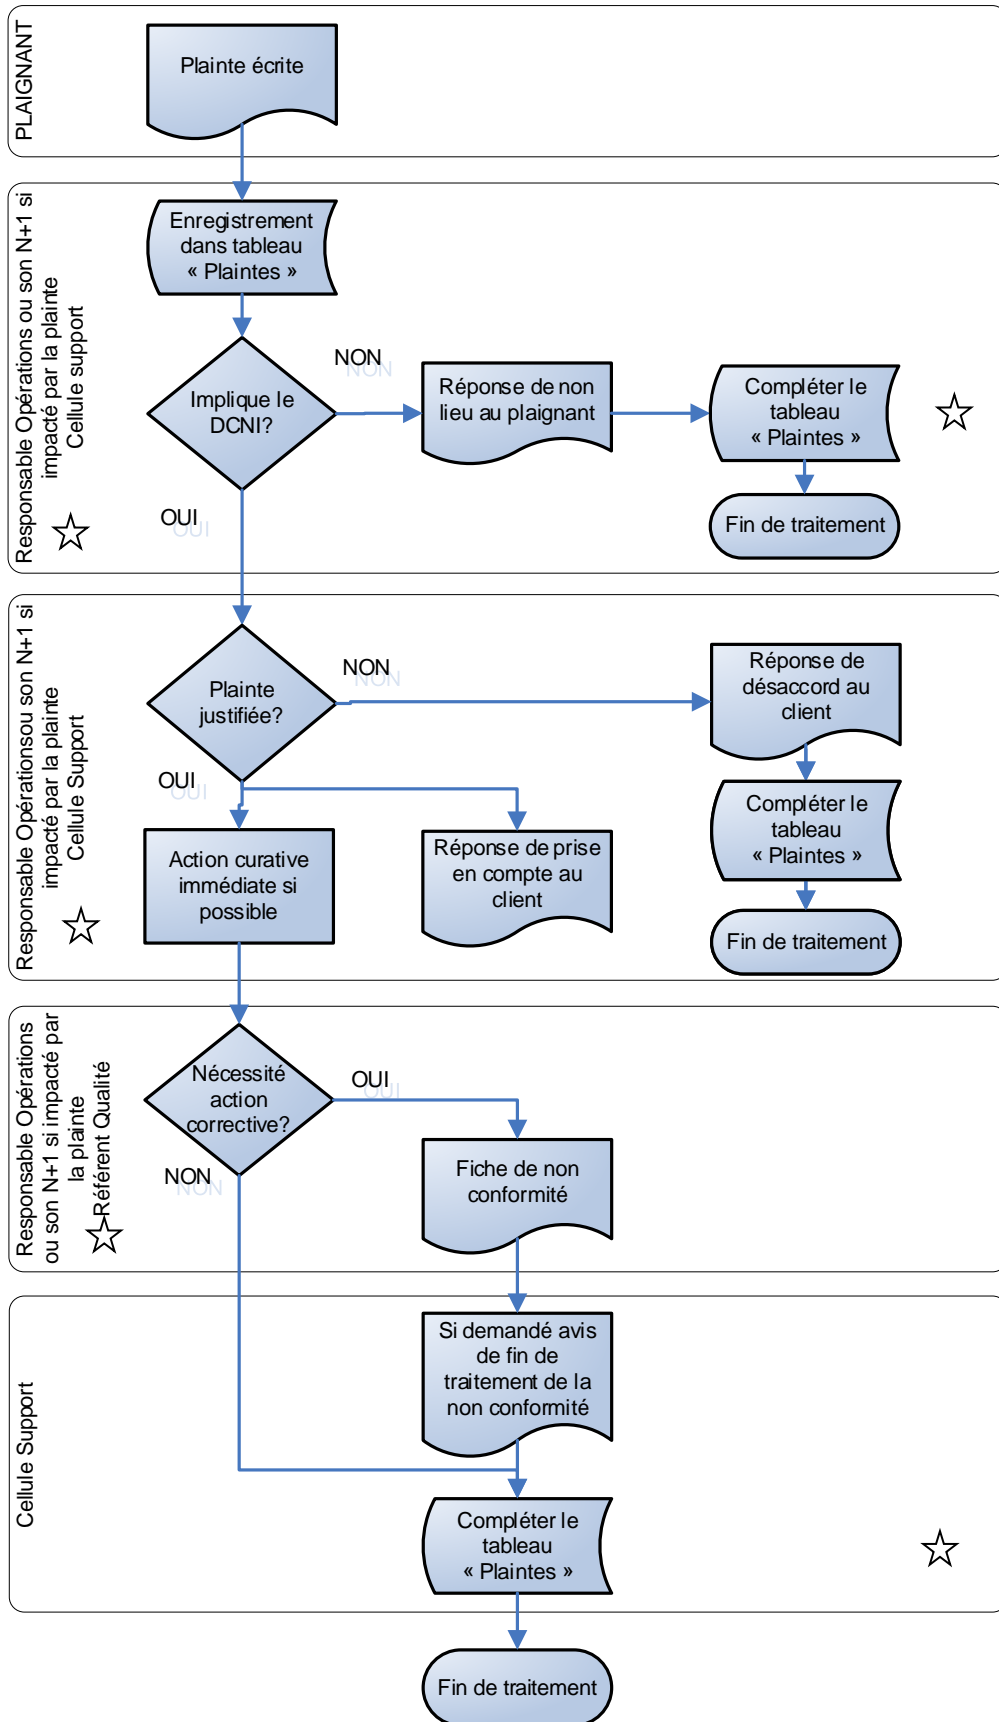 PLAIGNANT
Plainte écrite
Responsable Opérations ou son N+1 si
impacté par la plainte
Cellule support
Enregistrement
dans tableau
« Plaintes »
Implique le
DCNI?
NON
Réponse de non
lieu au plaignant
Compléter le
tableau
« Plaintes »
Fin de traitement
OUI
Responsable Opérationsou son N+1 si
impacté par la plainte
Cellule Support
Plainte
justifiée?
NON
Réponse de
désaccord au
client
Compléter le
tableau
« Plaintes »
Fin de traitement
OUI
Action curative
immédiate si
possible
Réponse de prise
en compte au
client
Responsable Opérations
ou son N+1 si impacté par
la plainte
Référent Qualité
Nécessité
action
corrective?
OUI
NON
Fiche de non
conformité
Cellule Support
Si demandé avis
de fin de
traitement de la
non conformité
Compléter le
tableau
« Plaintes »
Fin de traitement